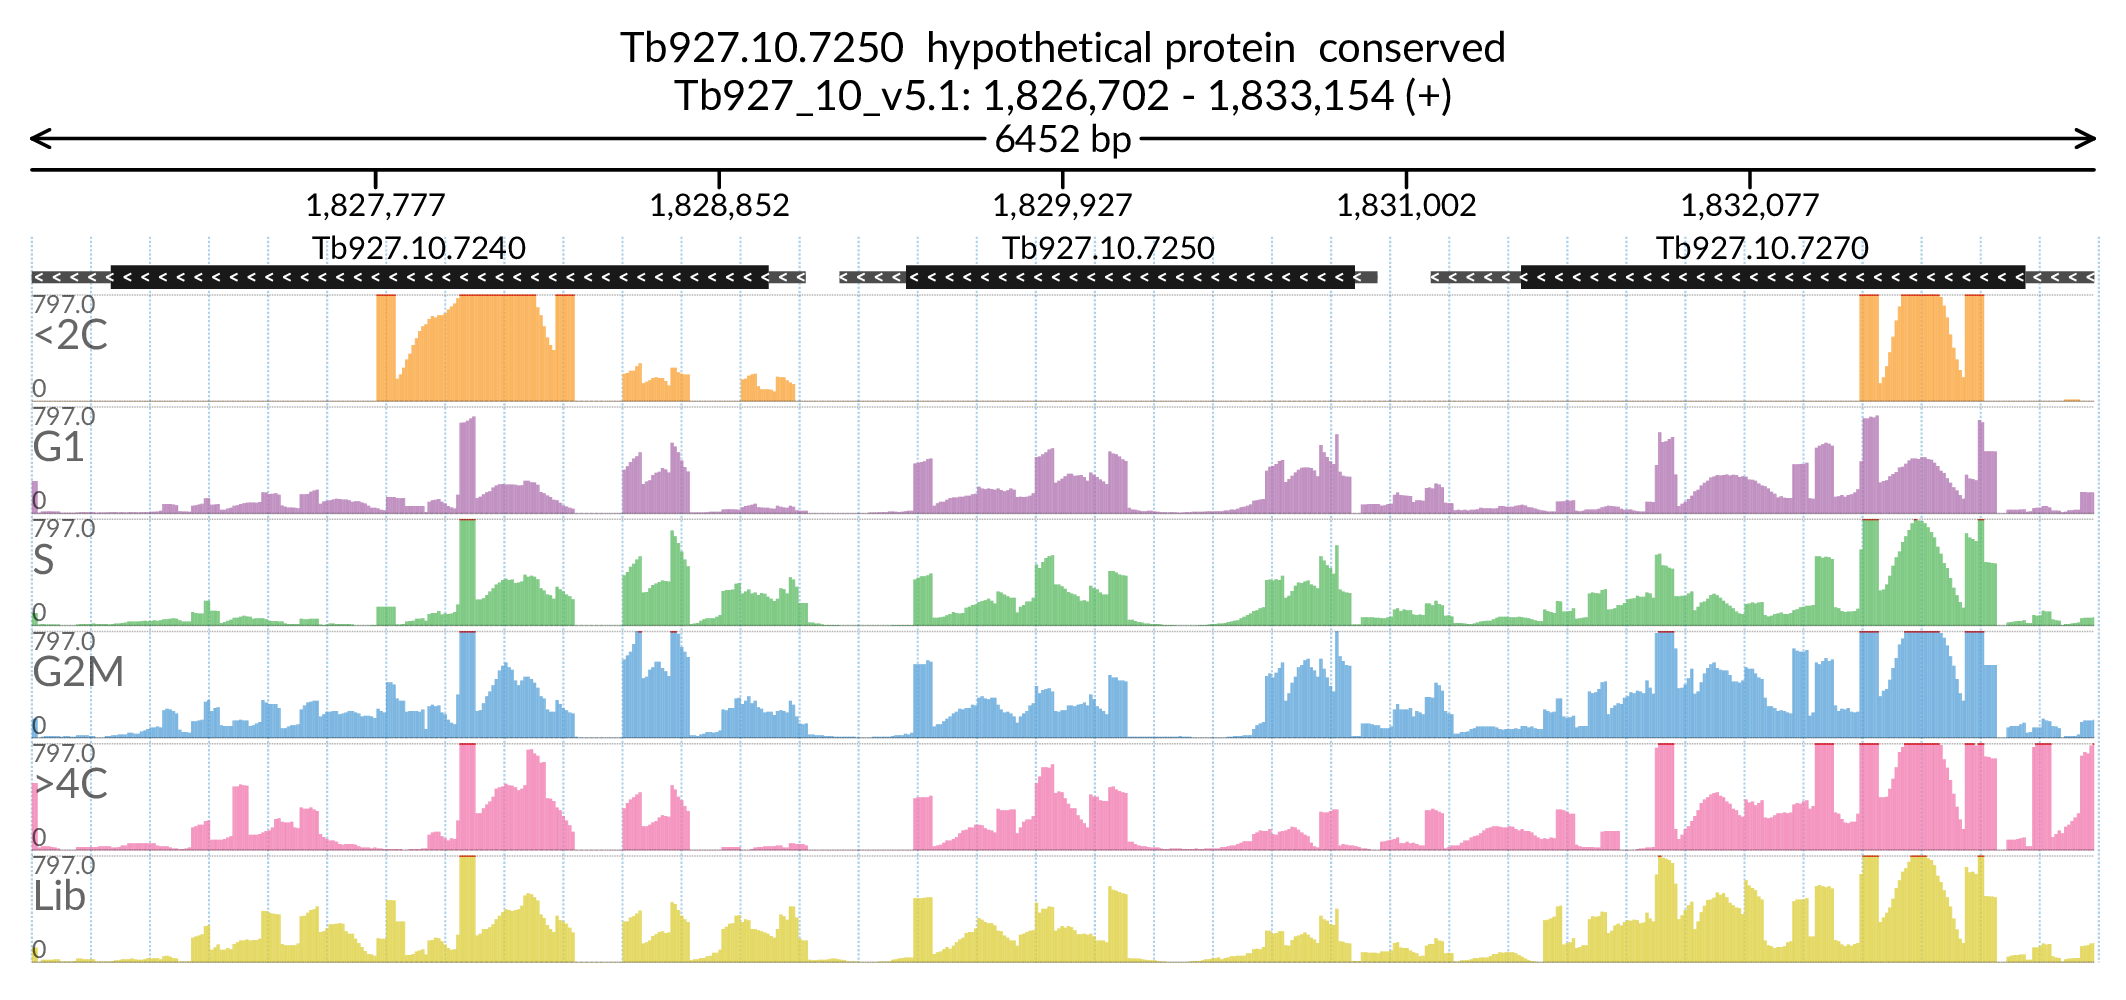 Tb927.10.7250  hypothetical protein  conserved
Tb927_10_v5.1: 1,826,702 - 1,833,154 (+)
6452 bp
1,827,777 1,828,852 1,829,927 1,831,002 1,832,077
Tb927.10.7240 Tb927.10.7250 Tb927.10.7270
797.0
<2C
0
797.0
G1
0
797.0
S
0
797.0
G2M
0
797.0
>4C
0
797.0
Lib
0